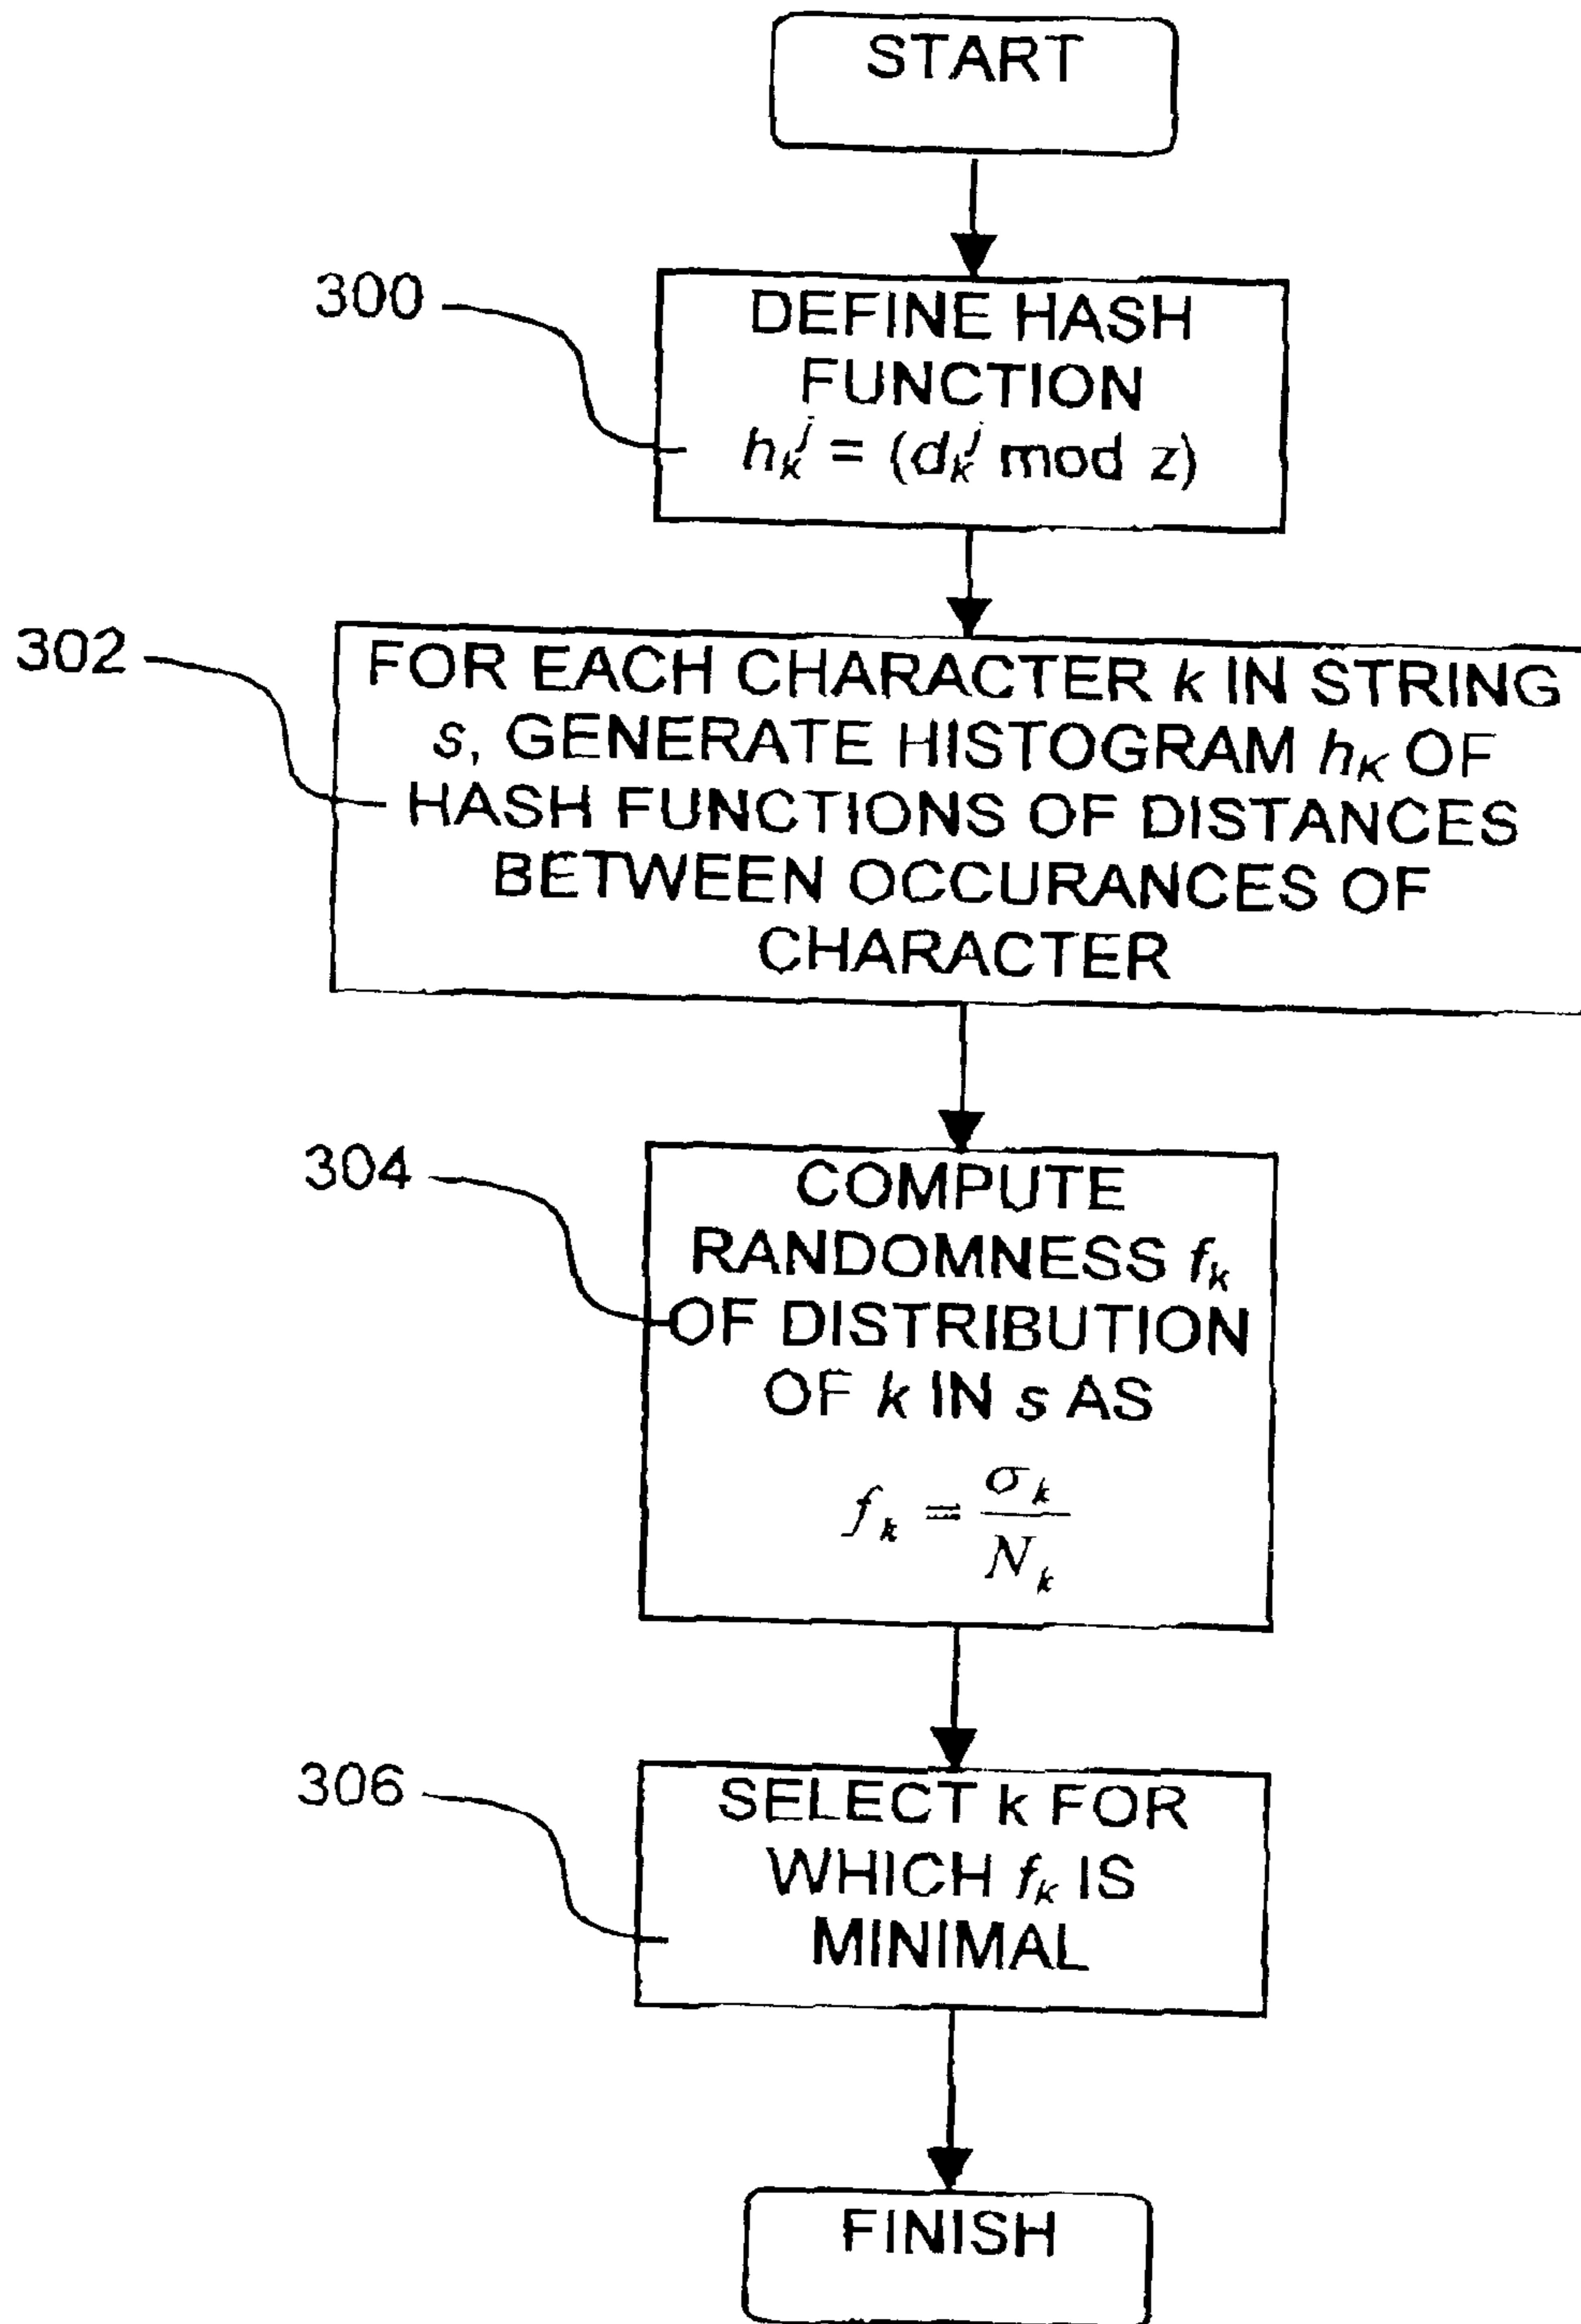 START
300
DEFINE HASH
FUNCTION
h_k^j = (d_k^j mod z)
302
FOR EACH CHARACTER k IN STRING
s, GENERATE HISTOGRAM h_K OF
HASH FUNCTIONS OF DISTANCES
BETWEEN OCCURANCES OF
CHARACTER
304
COMPUTE
RANDOMNESS f_k
OF DISTRIBUTION
OF k IN s AS
f_k = σ_k / N_k
306
SELECT k FOR
WHICH f_k IS
MINIMAL
FINISH